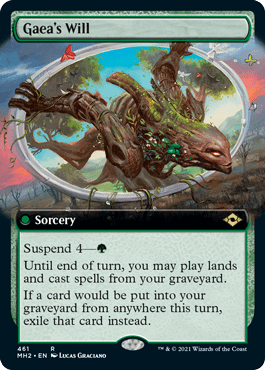 Gaea's Will
Sorcery
Suspend 4—
Until end of turn, you may play lands
and cast spells from your graveyard.
If a card would be put into your
graveyard from anywhere this turn,
exile that card instead.
461 R
MH2 • EN LUCAS GRACIANO
™ & © 2021 Wizards of the Coast